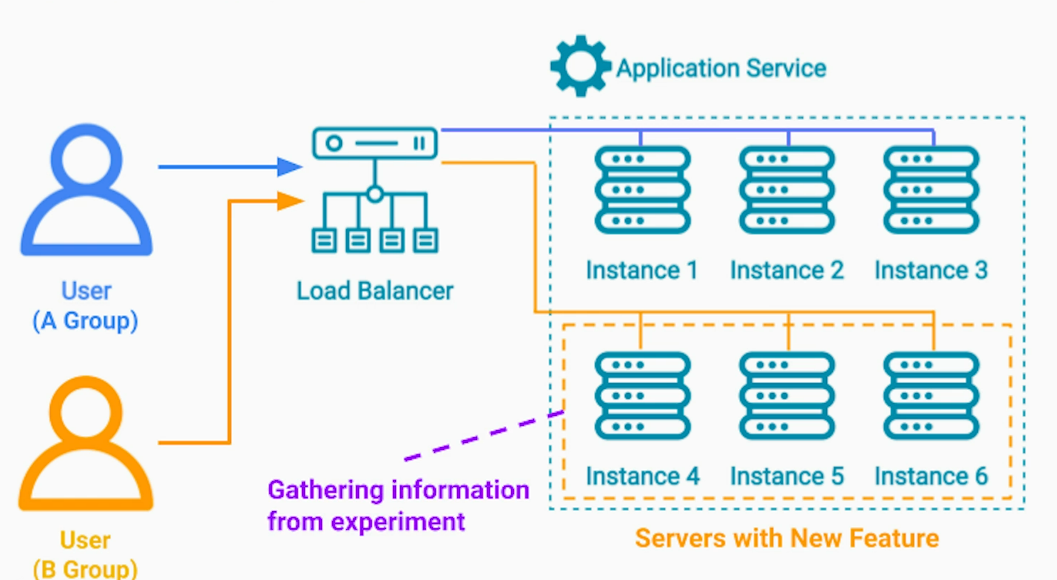 Application Service
User
(A Group)
Load Balancer
Instance 1
Instance 2
Instance 3
User
(B Group)
Gathering information
from experiment
Instance 4
Instance 5
Instance 6
Servers with New Feature